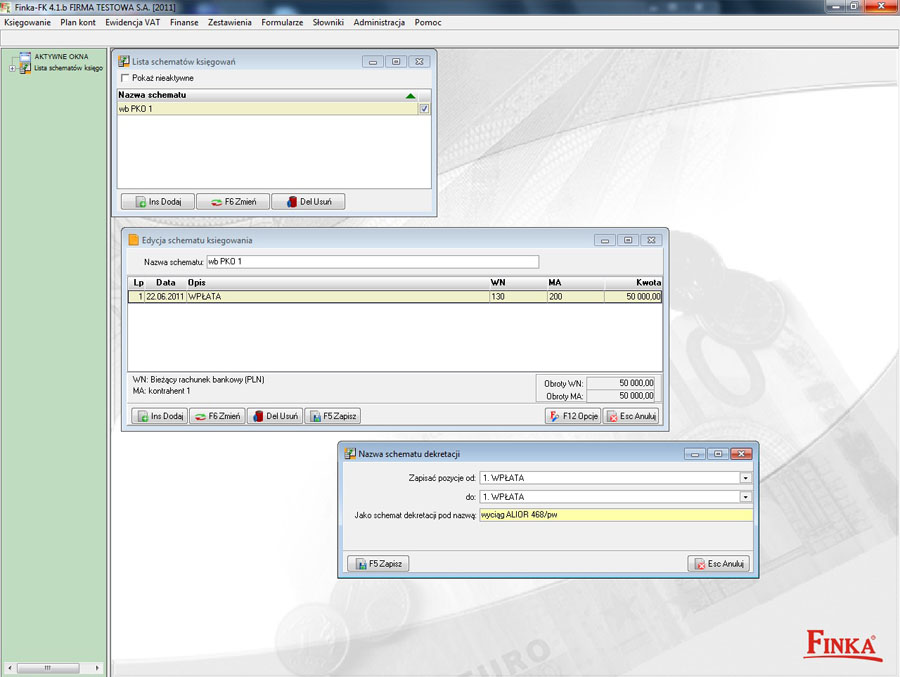 Finka-FK 4.1.b FIRMA TESTOWA S.A. [2011]
Księgowanie Plan kont Ewidencja VAT Finanse Zestawienia Formularze Słowniki Administracja Pomoc
AKTYWNE OKNA
Lista schematów księgo
Lista schematów księgowań
Pokaż nieaktywne
Nazwa schematu
wb PKO 1
Ins Dodaj F6 Zmień Del Usuń
Edycja schematu ksiegowania
Nazwa schematu: wb PKO 1
Lp Data Opis WN MA Kwota
1 22.06.2011 WPŁATA 130 200 50 000,00
WN: Bieżący rachunek bankowy (PLN)
MA: kontrahent 1
Obroty WN: 50 000,00
Obroty MA: 50 000,00
Ins Dodaj F6 Zmień Del Usuń F5 Zapisz F12 Opcje Esc Anuluj
Nazwa schematu dekretacji
Zapisać pozycje od: 1. WPŁATA
do: 1. WPŁATA
Jako schemat dekretacji pod nazwą: wyciąg ALIOR 468/pw
F5 Zapisz Esc Anuluj
FINKA®
EURO